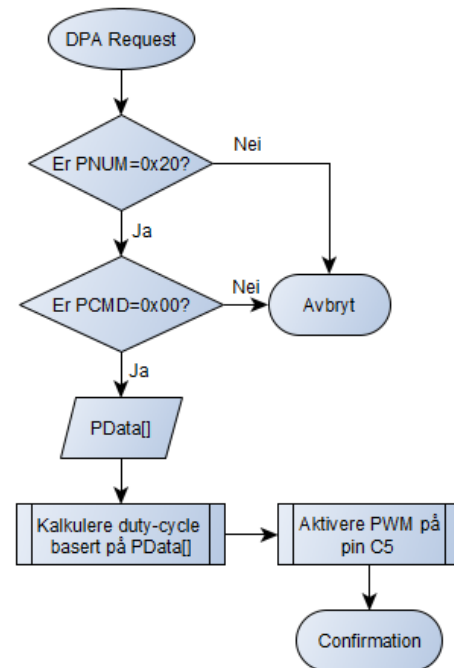 DPA Request
Er PNUM=0x20?
Nei
Ja
Er PCMD=0x00?
Nei
Avbryt
Ja
PData[]
Kalkulere duty-cycle
basert på PData[]
Aktivere PWM på
pin C5
Confirmation